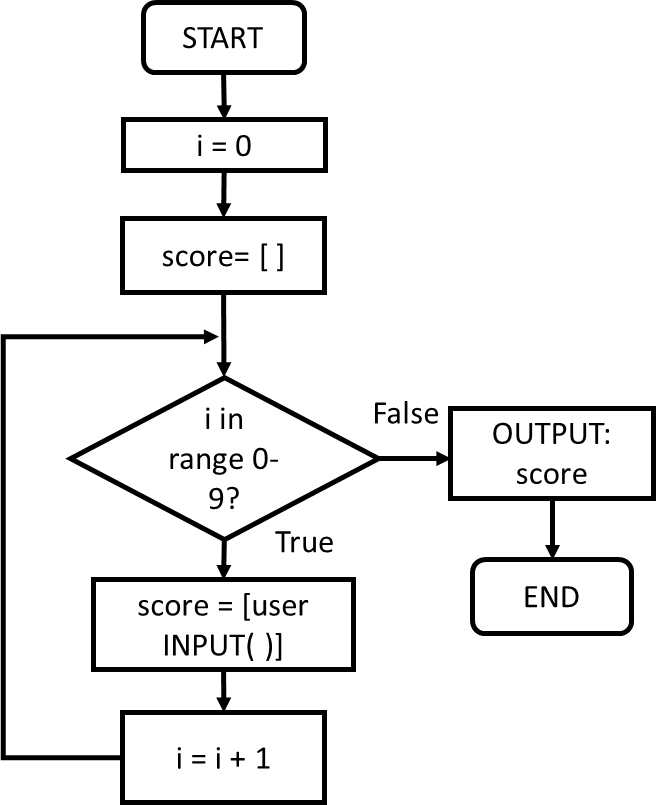 START
i = 0
score= [ ]
i in
range 0-
9?
False
OUTPUT:
score
True
END
score = [user
INPUT( )]
i = i + 1